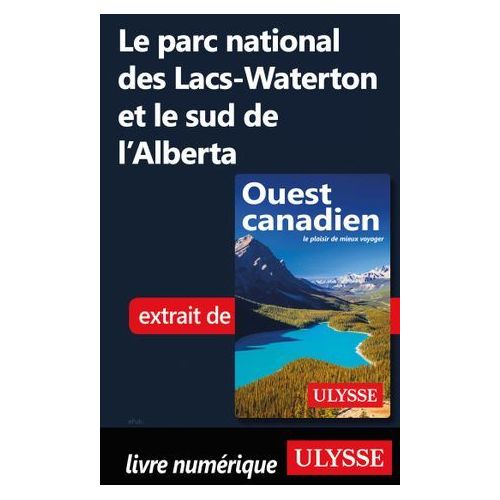 Le parc national
des Lacs-Waterton
et le sud de
l'Alberta
Ouest
canadien
le plaisir de mieux voyager
extrait de
ULYSSE
ePub
livre numérique
ULYSSE